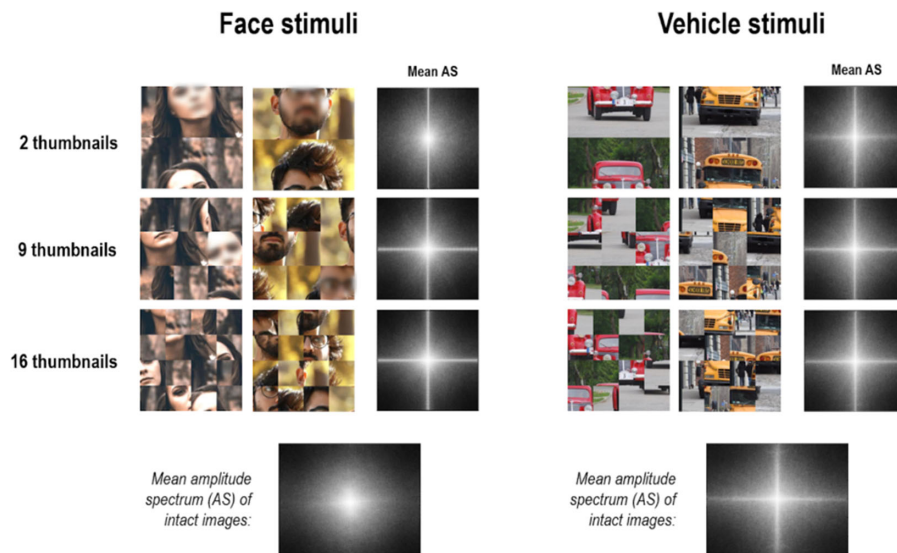 Face stimuli
Vehicle stimuli
Mean AS
Mean AS
2 thumbnails
9 thumbnails
16 thumbnails
Mean amplitude
spectrum (AS) of
intact images:
Mean amplitude
spectrum (AS) of
intact images: